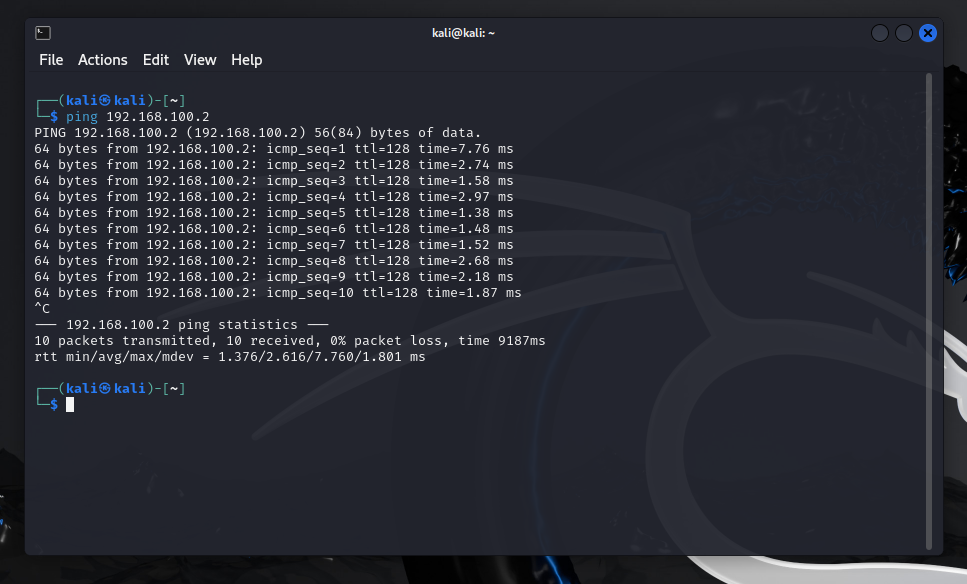 kali@kali: ~
File Actions Edit View Help
┌──(kali㉿kali)-[~]
└─$ ping 192.168.100.2
PING 192.168.100.2 (192.168.100.2) 56(84) bytes of data.
64 bytes from 192.168.100.2: icmp_seq=1 ttl=128 time=7.76 ms
64 bytes from 192.168.100.2: icmp_seq=2 ttl=128 time=2.74 ms
64 bytes from 192.168.100.2: icmp_seq=3 ttl=128 time=1.58 ms
64 bytes from 192.168.100.2: icmp_seq=4 ttl=128 time=2.97 ms
64 bytes from 192.168.100.2: icmp_seq=5 ttl=128 time=1.38 ms
64 bytes from 192.168.100.2: icmp_seq=6 ttl=128 time=1.48 ms
64 bytes from 192.168.100.2: icmp_seq=7 ttl=128 time=1.52 ms
64 bytes from 192.168.100.2: icmp_seq=8 ttl=128 time=2.68 ms
64 bytes from 192.168.100.2: icmp_seq=9 ttl=128 time=2.18 ms
64 bytes from 192.168.100.2: icmp_seq=10 ttl=128 time=1.87 ms
^C
--- 192.168.100.2 ping statistics ---
10 packets transmitted, 10 received, 0% packet loss, time 9187ms
rtt min/avg/max/mdev = 1.376/2.616/7.760/1.801 ms
┌──(kali㉿kali)-[~]
└─$